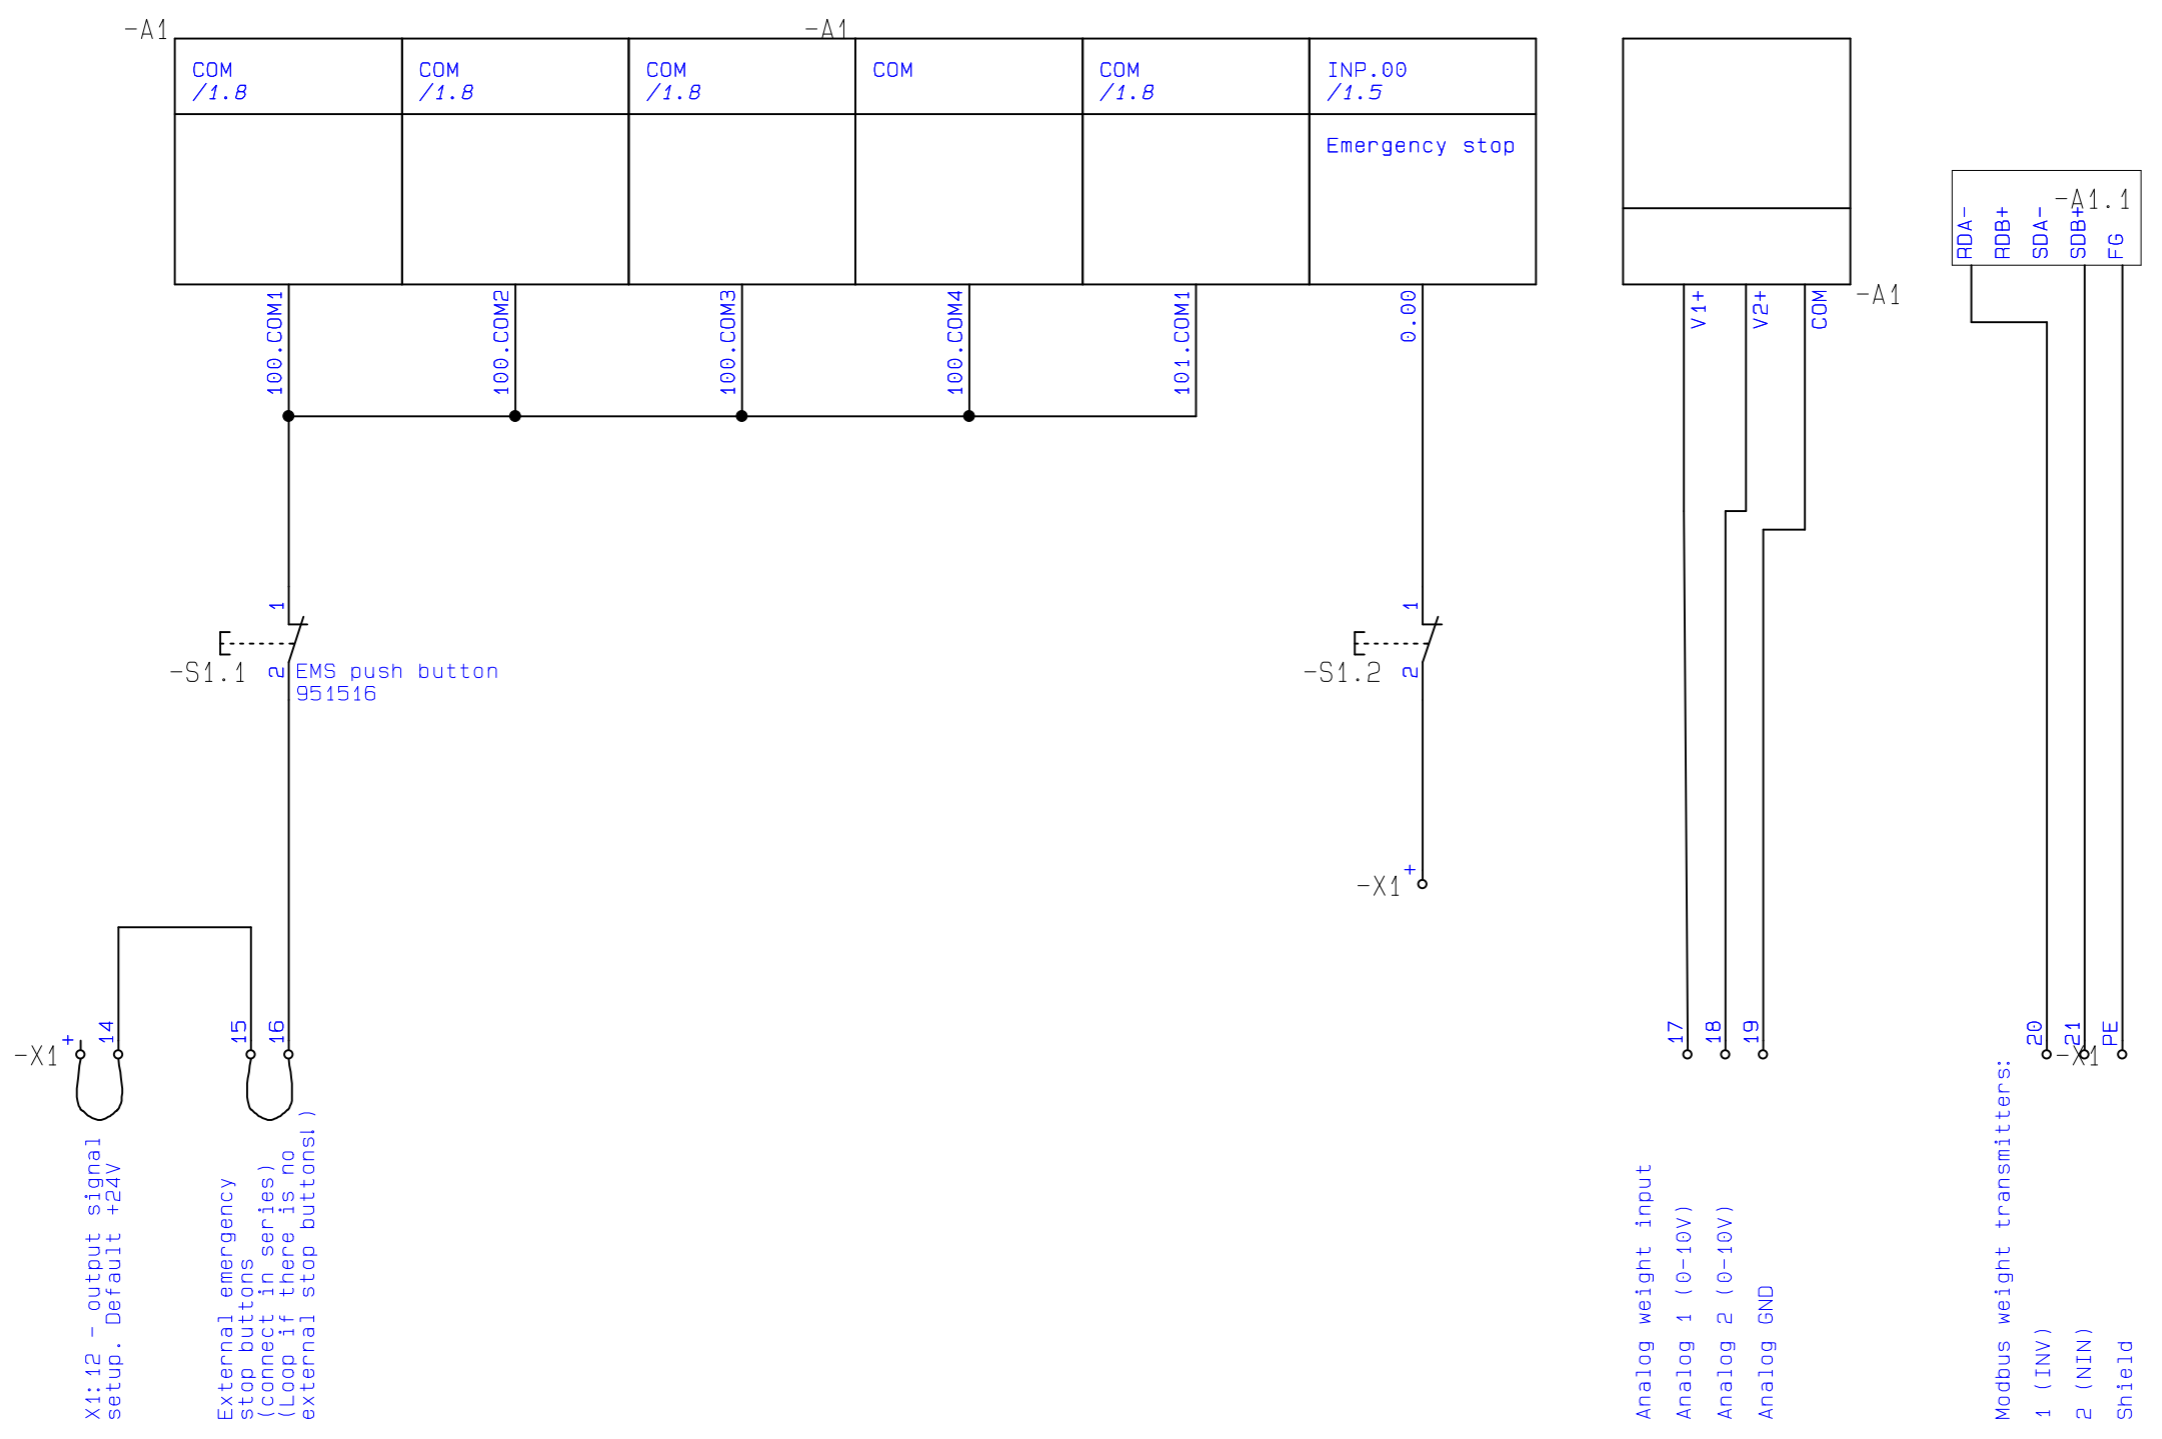 -A1
-A1
COM
/1.8
COM
/1.8
COM
/1.8
COM
COM
/1.8
INP.00
/1.5
Emergency stop
100.COM1
100.COM2
100.COM3
100.COM4
101.COM1
0.00
V1+
V2+
COM
-A1
-A1.1
RDA-
RDB+
SDA-
SDB+
FG
1
-S1.1
2
EMS push button
951516
1
-S1.2
2
-X1
+
-X1
+
14
15
16
17
18
19
20
21
-X1
PE
X1:12 - output signal
setup. Default +24V
External emergency
stop buttons
(connect in series)
(Loop if there is no
external stop buttons!)
Analog weight input
Analog 1 (0-10V)
Analog 2 (0-10V)
Analog GND
Modbus weight transmitters:
1 (INV)
2 (NIN)
Shield